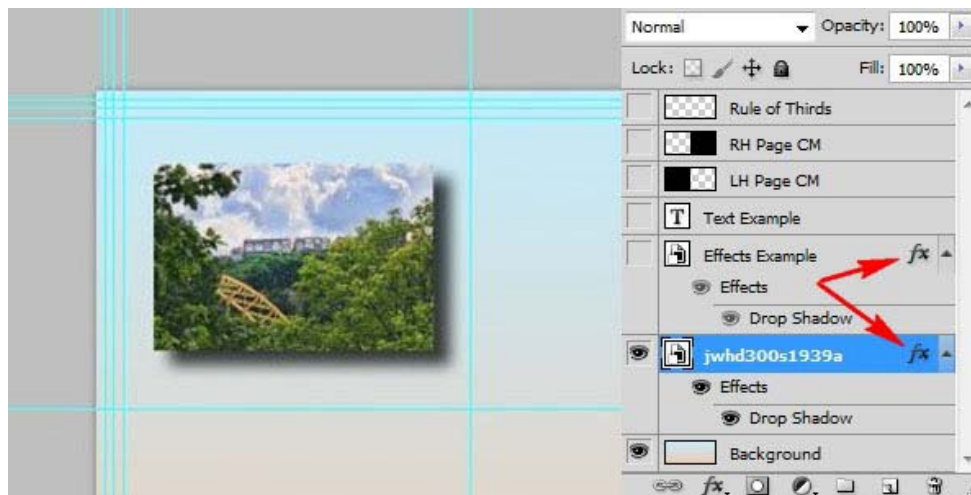 Normal Opacity: 100%
Lock: Fill: 100%
Rule of Thirds
RH Page CM
LH Page CM
T Text Example
Effects Example fx
Effects
Drop Shadow
jwhd300s1939a fx
Effects
Drop Shadow
Background
fx.